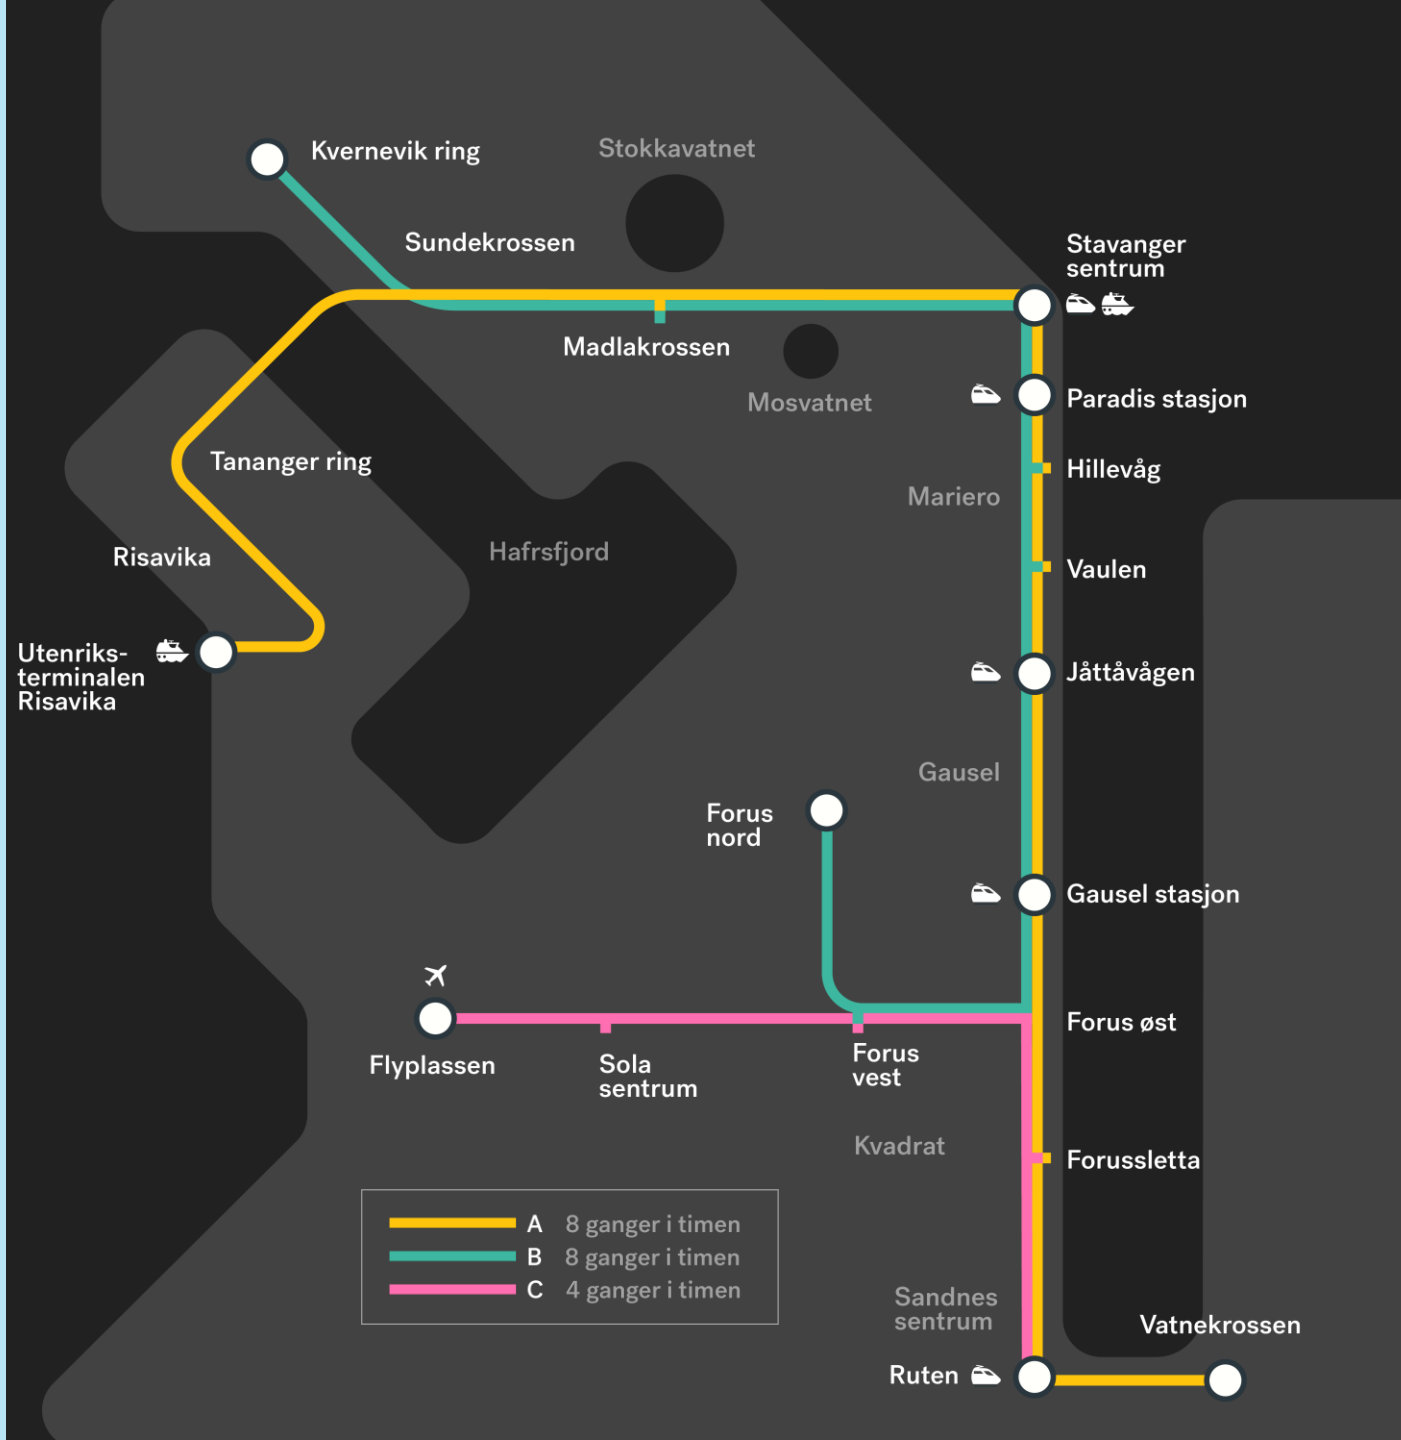 Kvernevik ring
Stokkavatnet
Sundekrossen
Stavanger
sentrum
Madlakrossen
Mosvatnet
Paradis stasjon
Tananger ring
Hillevåg
Mariero
Hafrsfjord
Risavika
Vaulen
Utenriks-
terminalen
Risavika
Jåttåvågen
Gausel
Forus
nord
Gausel stasjon
Forus øst
Flyplassen
Sola
sentrum
Forus
vest
Kvadrat
Forussletta
A 8 ganger i timen
B 8 ganger i timen
C 4 ganger i timen
Sandnes
sentrum
Vatnekrossen
Ruten